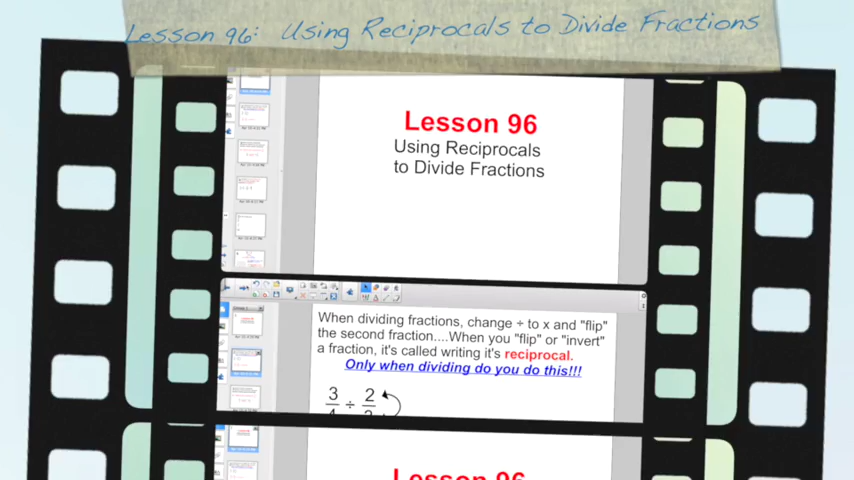 Lesson 96: Using Reciprocals to Divide Fractions
Lesson 96
Using Reciprocals
to Divide Fractions
When dividing fractions, change ÷ to x and "flip"
the second fraction....When you "flip" or "invert"
a fraction, it's called writing it's reciprocal.
Only when dividing do you do this!!!
3 ÷ 2
Lesson 96